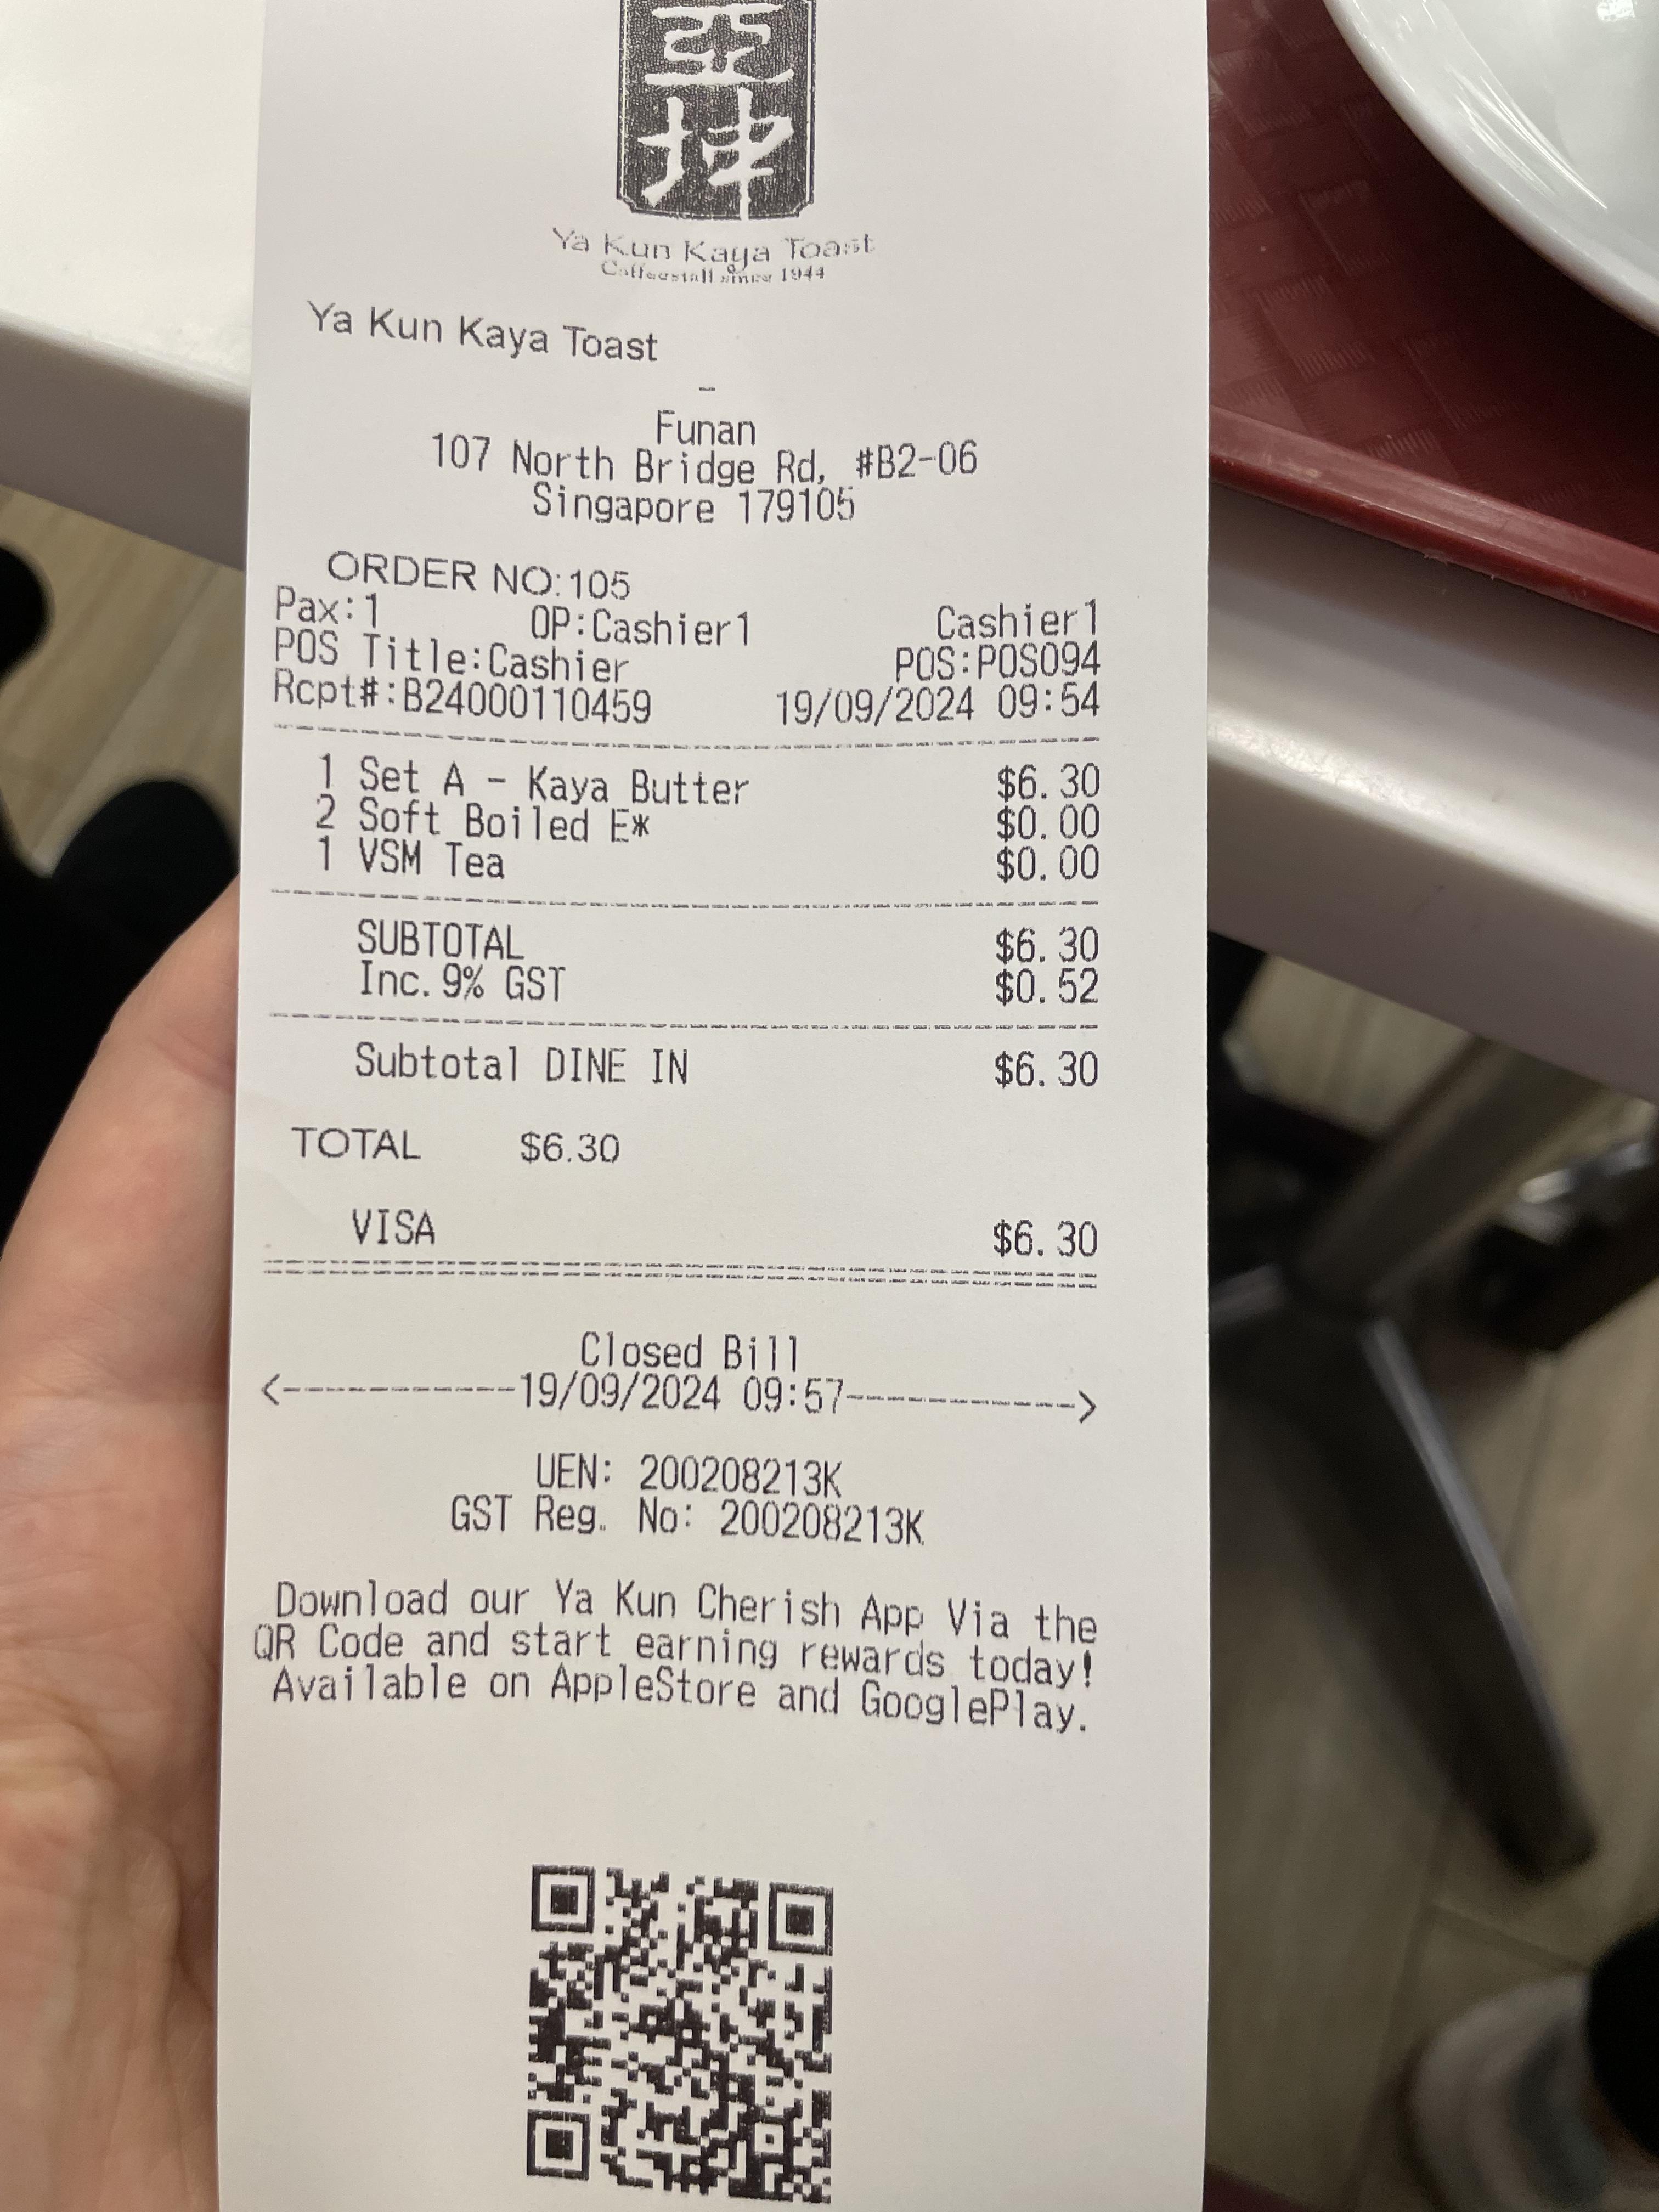 亞坤
Ya Kun Kaya Toast
Coffeestall since 1944
Ya Kun Kaya Toast
-
Funan
107 North Bridge Rd, #B2-06
Singapore 179105
ORDER NO:105
Pax:1 OP:Cashier1 Cashier1
POS Title:Cashier POS:POS094
Rcpt#:B24000110459 19/09/2024 09:54
1 Set A - Kaya Butter $6.30
2 Soft Boiled E* $0.00
1 VSM Tea $0.00
SUBTOTAL $6.30
Inc.9% GST $0.52
Subtotal DINE IN $6.30
TOTAL $6.30
VISA $6.30
Closed Bill
<------------19/09/2024 09:57------------>
UEN: 200208213K
GST Reg. No: 200208213K
Download our Ya Kun Cherish App Via the
QR Code and start earning rewards today!
Available on AppleStore and GooglePlay.